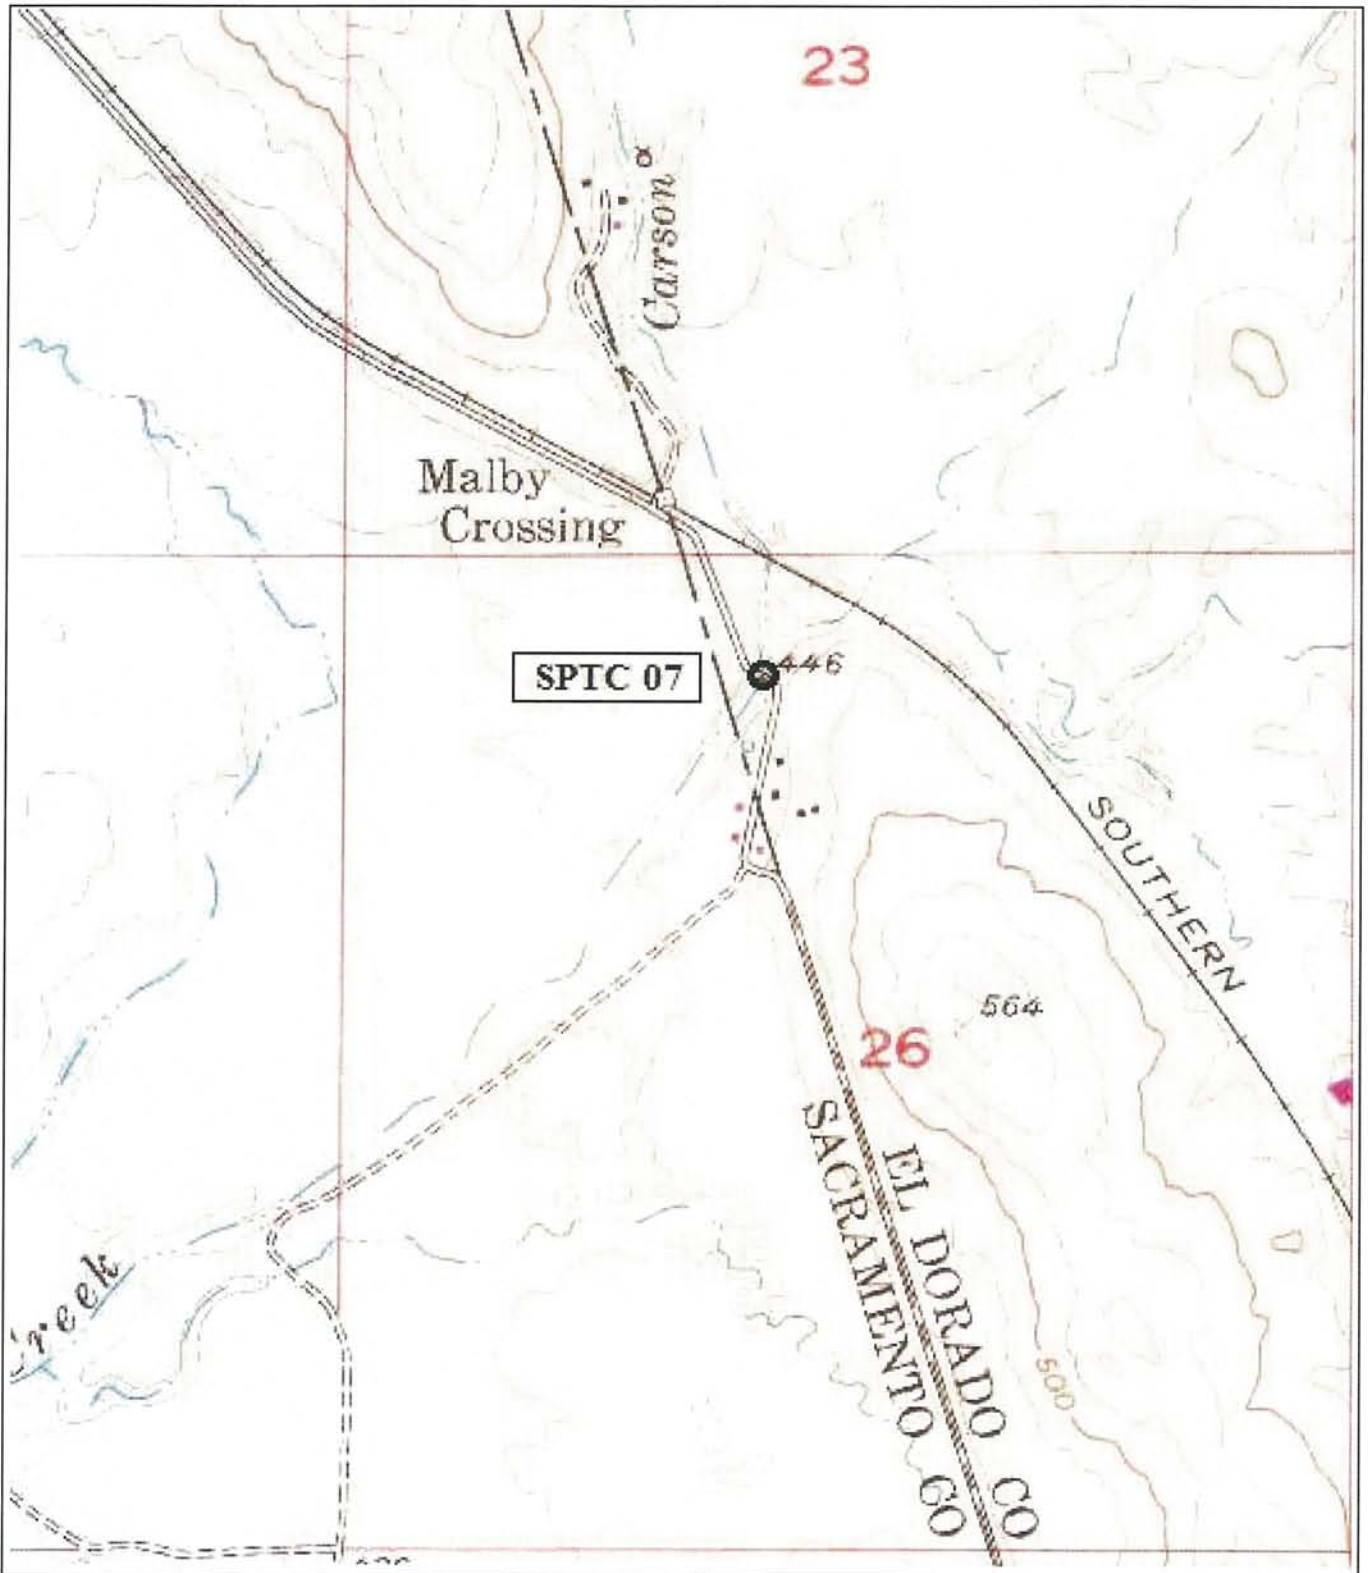 23
Carson
Malby
Crossing
SPTC 07
446
SOUTHERN
564
26
EL DORADO CO
SACRAMENTO CO
Creek
500